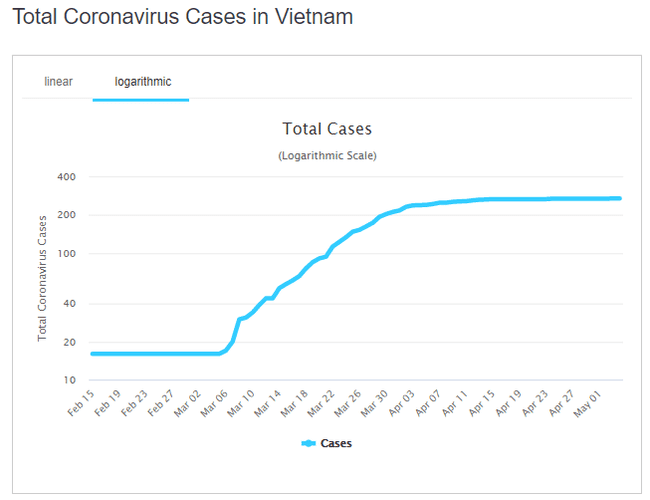 Total Coronavirus Cases in Vietnam
linear logarithmic
Total Cases
(Logarithmic Scale)
Total Coronavirus Cases
400
200
100
40
20
10
Feb 15 Feb 19 Feb 23 Feb 27 Mar 02 Mar 06 Mar 10 Mar 14 Mar 18 Mar 22 Mar 26 Mar 30 Apr 03 Apr 07 Apr 11 Apr 15 Apr 19 Apr 23 Apr 27 May 01
Cases